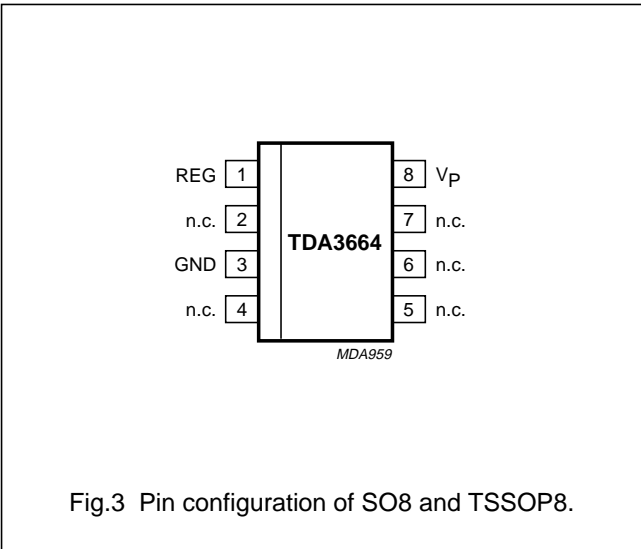 REG 1 8 VP
n.c. 2 7 n.c.
TDA3664
GND 3 6 n.c.
n.c. 4 5 n.c.
MDA959
Fig.3 Pin configuration of SO8 and TSSOP8.